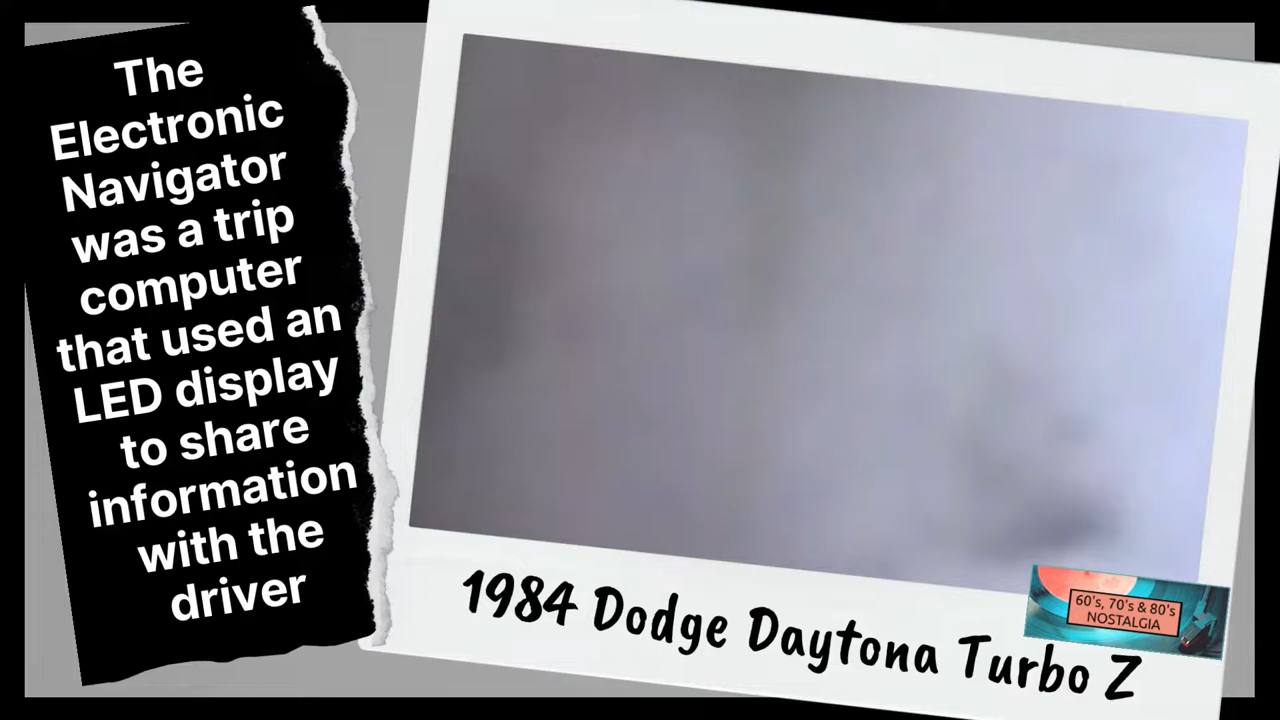 The
Electronic
Navigator
was a trip
computer
that used an
LED display
to share
information
with the
driver
1984 Dodge Daytona Turbo Z
60's, 70's & 80's
NOSTALGIA